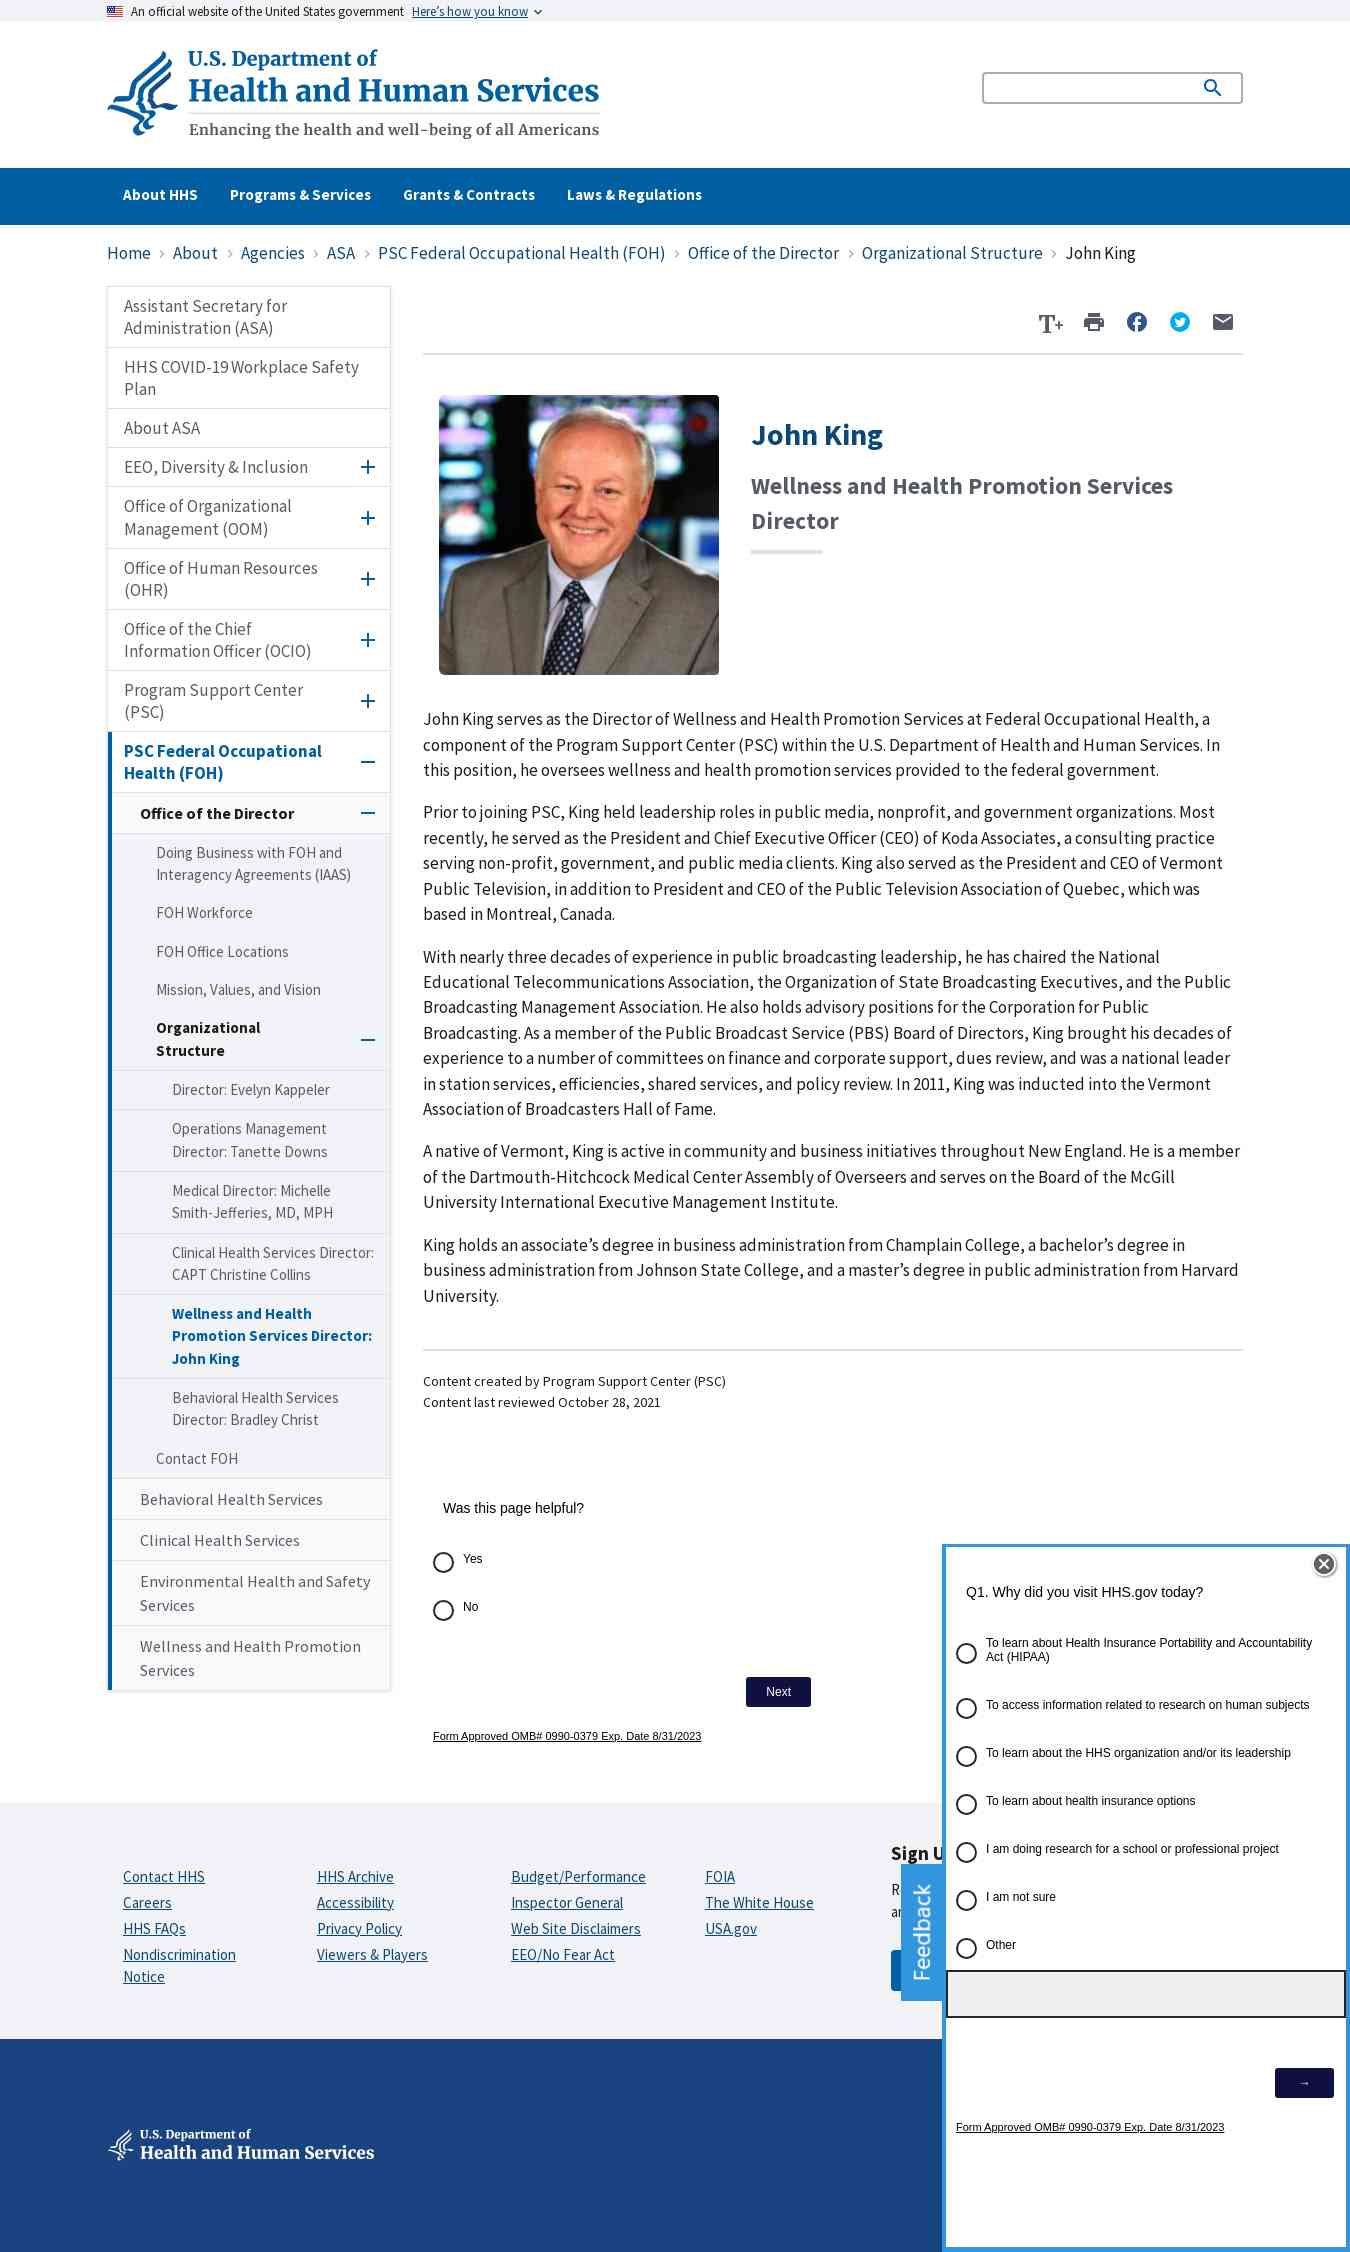 An official website of the United States government Here’s how you know
U.S. Department of
Health and Human Services
Enhancing the health and well-being of all Americans
About HHS Programs & Services Grants & Contracts Laws & Regulations
Home › About › Agencies › ASA › PSC Federal Occupational Health (FOH) › Office of the Director › Organizational Structure › John King
Assistant Secretary for
Administration (ASA)
HHS COVID-19 Workplace Safety
Plan
About ASA
EEO, Diversity & Inclusion
Office of Organizational
Management (OOM)
Office of Human Resources
(OHR)
Office of the Chief
Information Officer (OCIO)
Program Support Center
(PSC)
PSC Federal Occupational
Health (FOH)
Office of the Director
Doing Business with FOH and
Interagency Agreements (IAAS)
FOH Workforce
FOH Office Locations
Mission, Values, and Vision
Organizational
Structure
Director: Evelyn Kappeler
Operations Management
Director: Tanette Downs
Medical Director: Michelle
Smith-Jefferies, MD, MPH
Clinical Health Services Director:
CAPT Christine Collins
Wellness and Health
Promotion Services Director:
John King
Behavioral Health Services
Director: Bradley Christ
Contact FOH
Behavioral Health Services
Clinical Health Services
Environmental Health and Safety
Services
Wellness and Health Promotion
Services
T+
John King
Wellness and Health Promotion Services
Director
John King serves as the Director of Wellness and Health Promotion Services at Federal Occupational Health, a
component of the Program Support Center (PSC) within the U.S. Department of Health and Human Services. In
this position, he oversees wellness and health promotion services provided to the federal government.
Prior to joining PSC, King held leadership roles in public media, nonprofit, and government organizations. Most
recently, he served as the President and Chief Executive Officer (CEO) of Koda Associates, a consulting practice
serving non-profit, government, and public media clients. King also served as the President and CEO of Vermont
Public Television, in addition to President and CEO of the Public Television Association of Quebec, which was
based in Montreal, Canada.
With nearly three decades of experience in public broadcasting leadership, he has chaired the National
Educational Telecommunications Association, the Organization of State Broadcasting Executives, and the Public
Broadcasting Management Association. He also holds advisory positions for the Corporation for Public
Broadcasting. As a member of the Public Broadcast Service (PBS) Board of Directors, King brought his decades of
experience to a number of committees on finance and corporate support, dues review, and was a national leader
in station services, efficiencies, shared services, and policy review. In 2011, King was inducted into the Vermont
Association of Broadcasters Hall of Fame.
A native of Vermont, King is active in community and business initiatives throughout New England. He is a member
of the Dartmouth-Hitchcock Medical Center Assembly of Overseers and serves on the Board of the McGill
University International Executive Management Institute.
King holds an associate’s degree in business administration from Champlain College, a bachelor’s degree in
business administration from Johnson State College, and a master’s degree in public administration from Harvard
University.
Content created by Program Support Center (PSC)
Content last reviewed October 28, 2021
Was this page helpful?
Yes
No
Next
Form Approved OMB# 0990-0379 Exp. Date 8/31/2023
Q1. Why did you visit HHS.gov today?
To learn about Health Insurance Portability and Accountability
Act (HIPAA)
To access information related to research on human subjects
To learn about the HHS organization and/or its leadership
To learn about health insurance options
I am doing research for a school or professional project
I am not sure
Other
→
Form Approved OMB# 0990-0379 Exp. Date 8/31/2023
Feedback
Contact HHS
Careers
HHS FAQs
Nondiscrimination
Notice
HHS Archive
Accessibility
Privacy Policy
Viewers & Players
Budget/Performance
Inspector General
Web Site Disclaimers
EEO/No Fear Act
FOIA
The White House
USA.gov
Sign
U.S. Department of
Health and Human Services